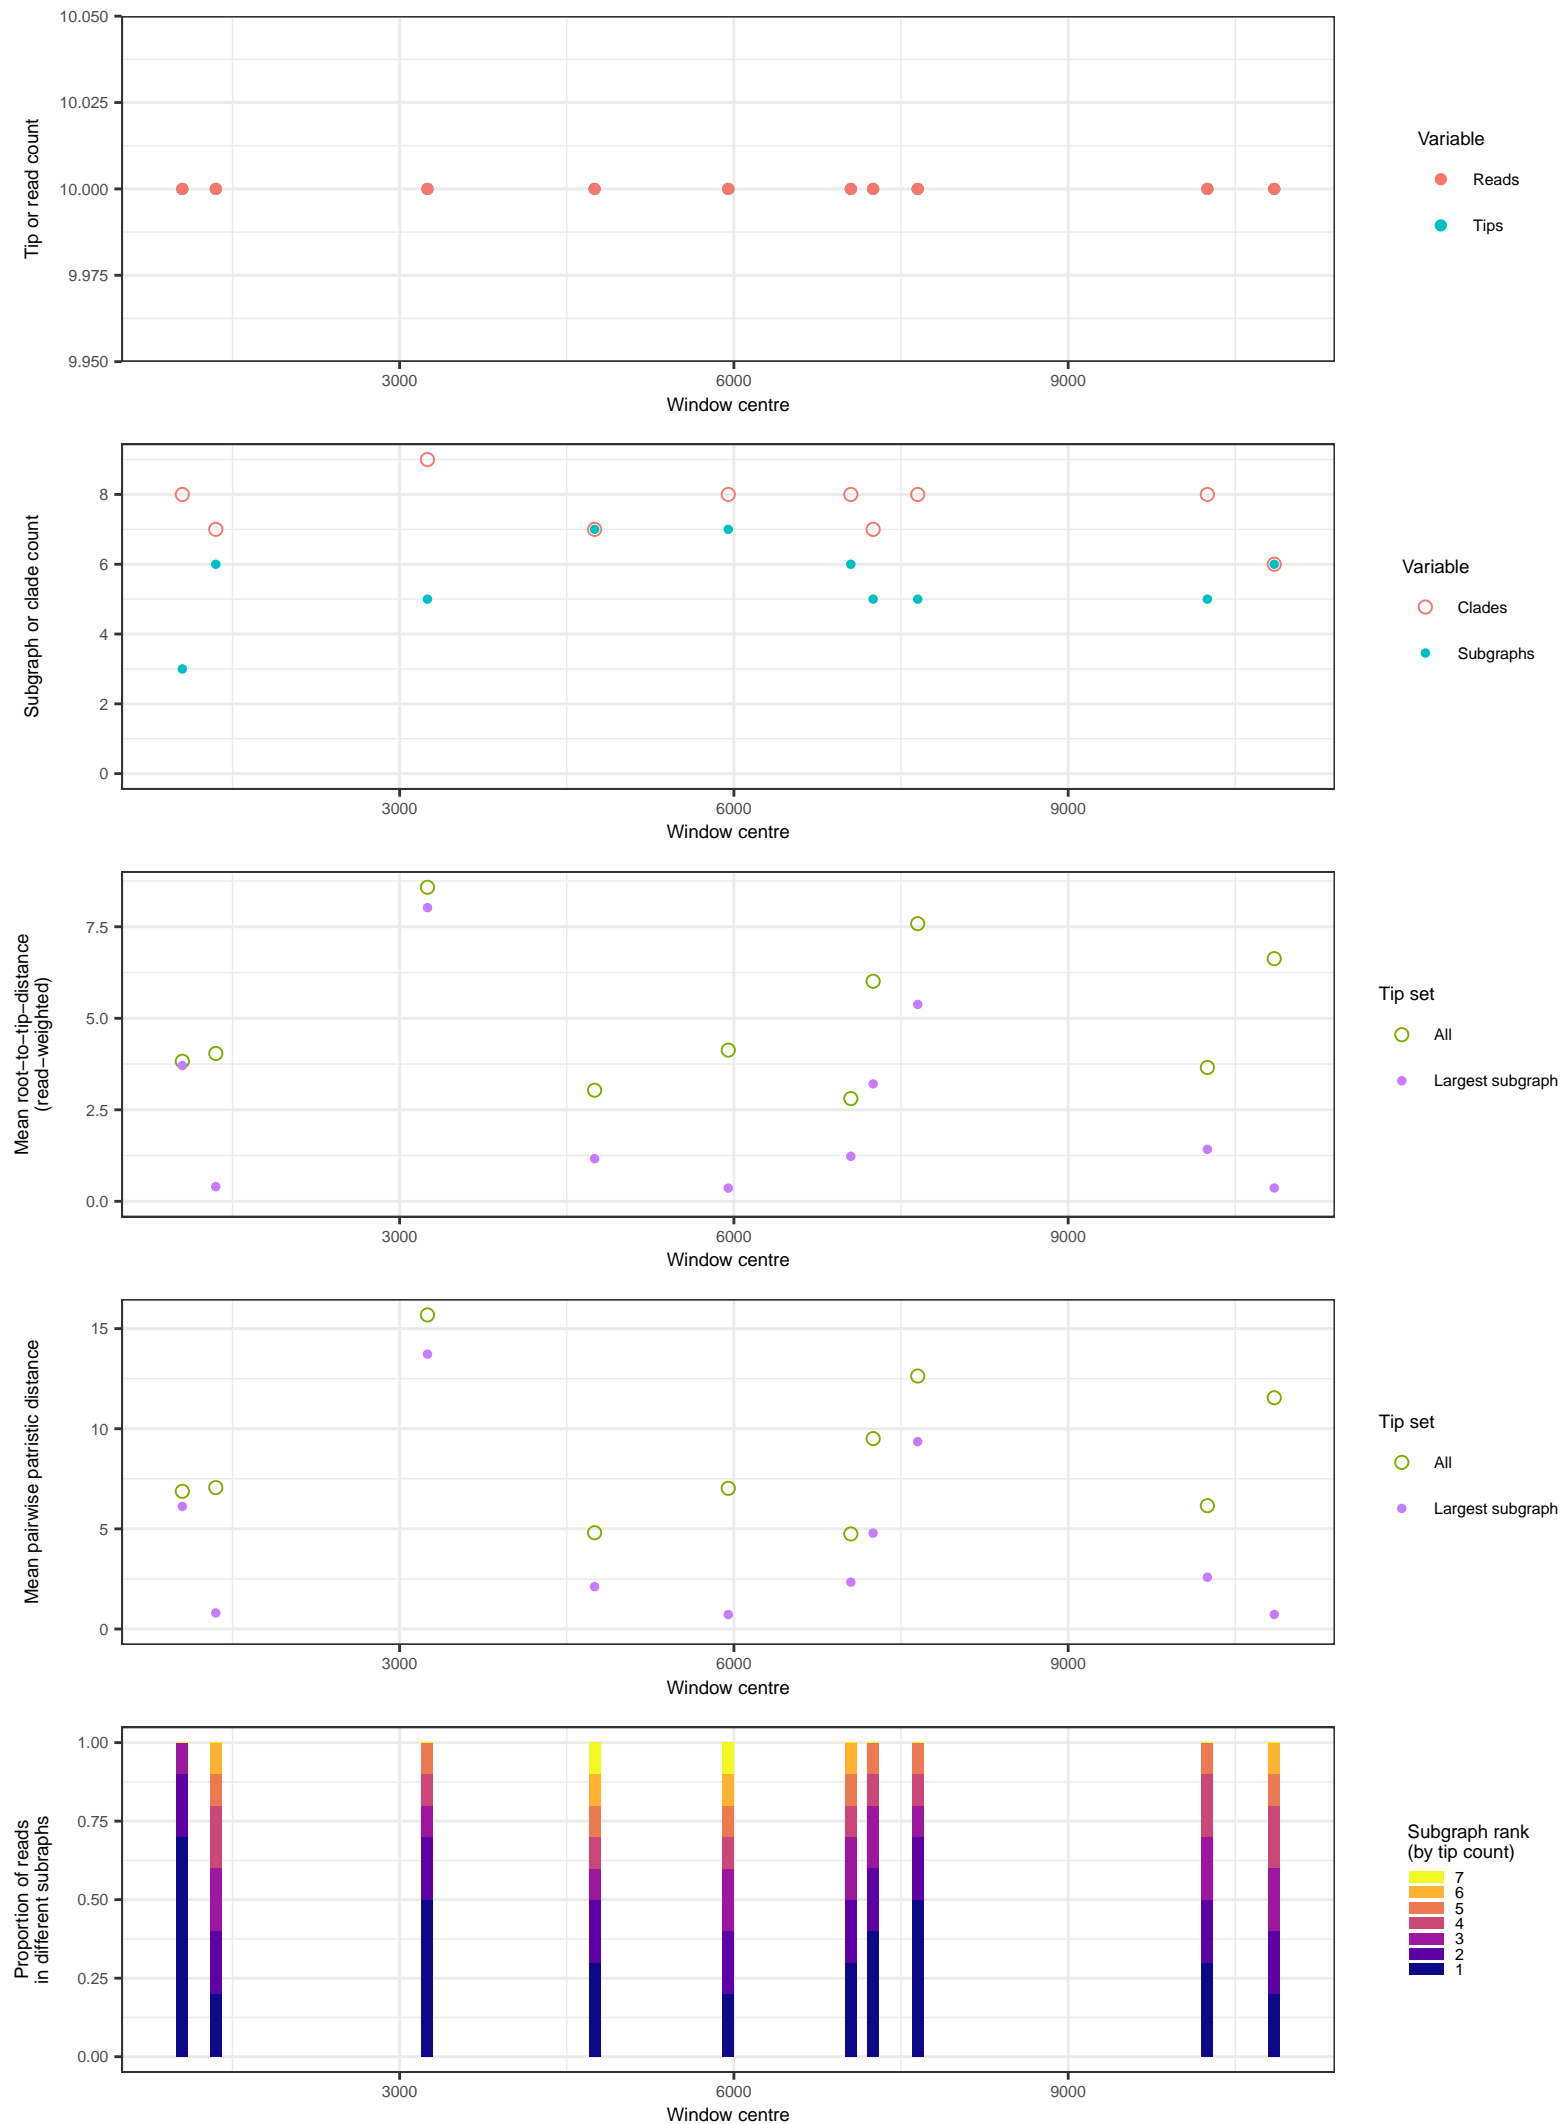 10.050
10.025
10.000
9.975
9.950
Tip or read count
3000
6000
9000
Window centre
Variable
Reads
Tips
8
6
4
2
0
Subgraph or clade count
3000
6000
9000
Window centre
Variable
Clades
Subgraphs
7.5
5.0
2.5
0.0
Mean root−to−tip−distance
(read−weighted)
3000
6000
9000
Window centre
Tip set
All
Largest subgraph
15
10
5
0
Mean pairwise patristic distance
3000
6000
9000
Window centre
Tip set
All
Largest subgraph
1.00
0.75
0.50
0.25
0.00
Proportion of reads
in different subraphs
3000
6000
9000
Window centre
Subgraph rank
(by tip count)
7
6
5
4
3
2
1